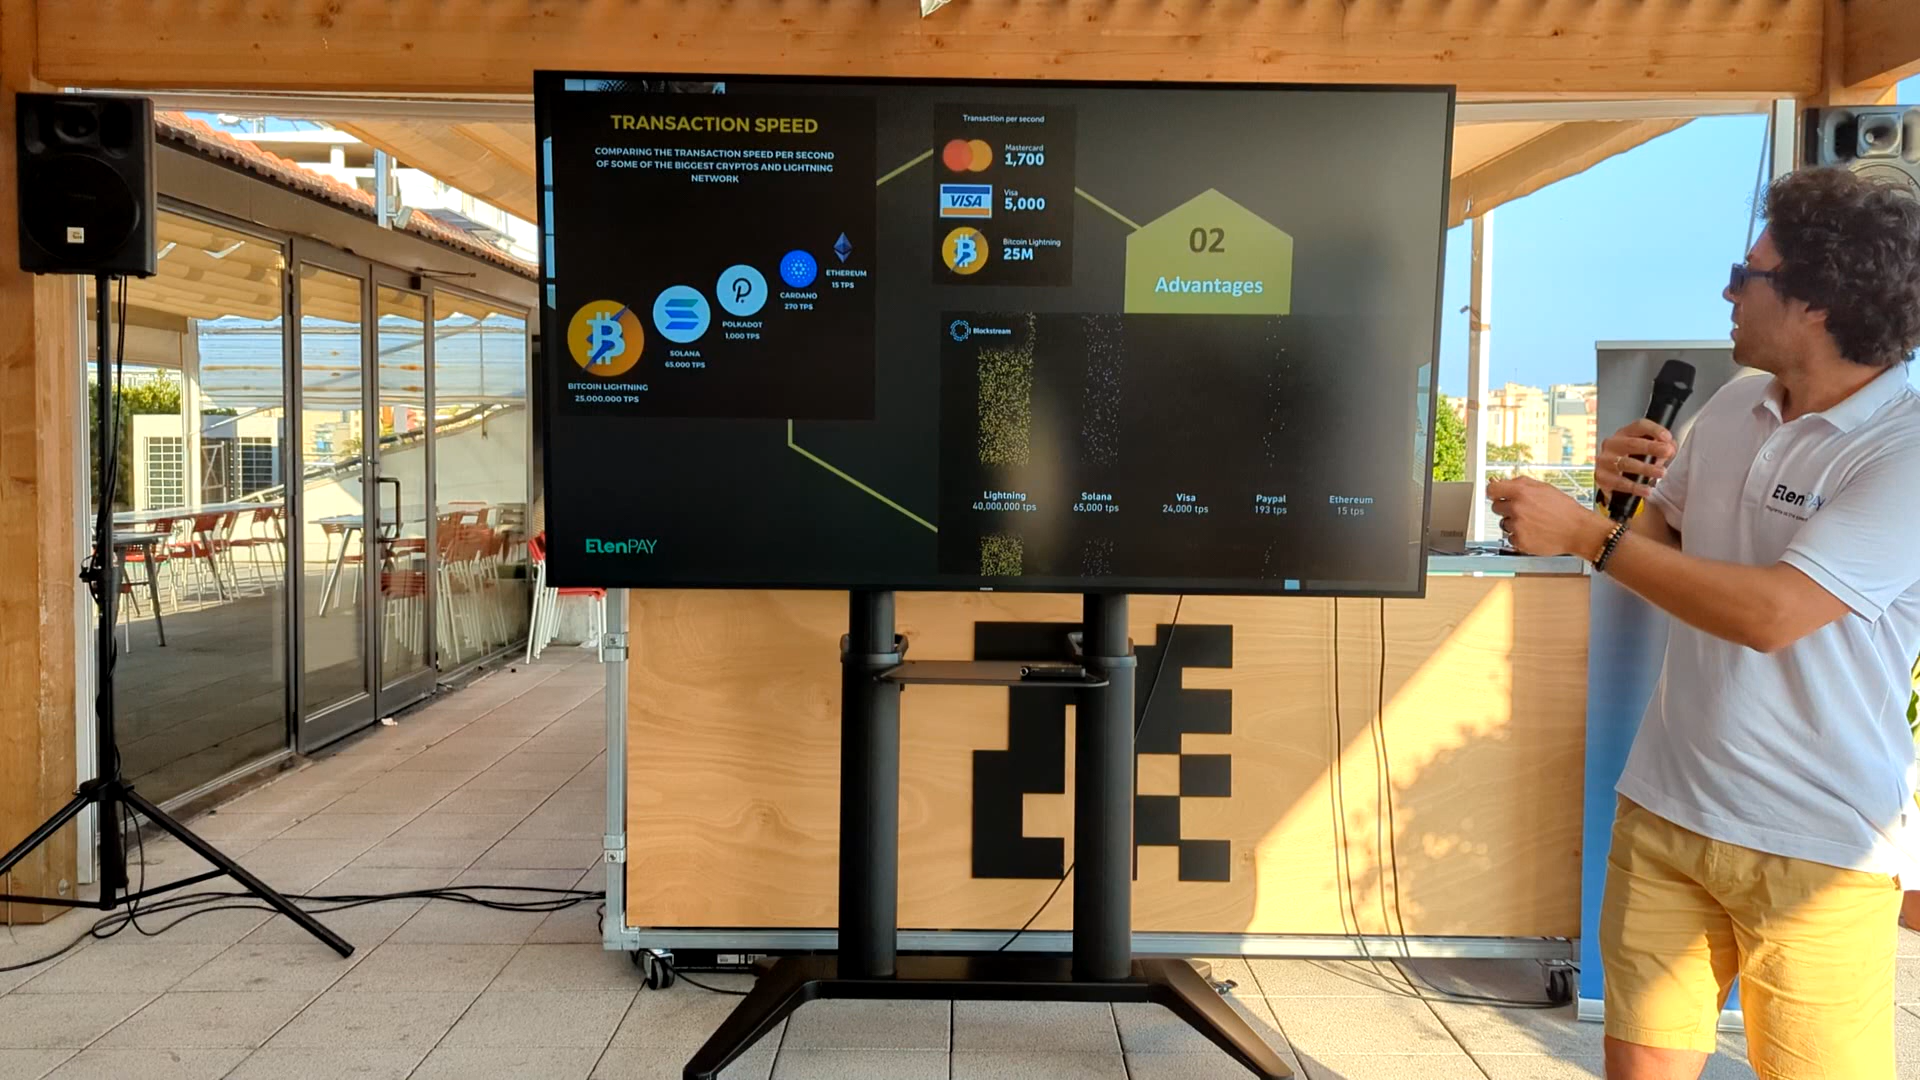 TRANSACTION SPEED
COMPARING THE TRANSACTION SPEED PER SECOND
OF SOME OF THE BIGGEST CRYPTOS AND LIGHTNING
NETWORK
ETHEREUM
15 TPS
CARDANO
270 TPS
POLKADOT
1,000 TPS
SOLANA
65.000 TPS
BITCOIN LIGHTNING
25.000.000 TPS
Transaction per second
Mastercard
1,700
VISA
Visa
5,000
Bitcoin Lightning
25M
02
Advantages
Blockstream
Lightning
40,000,000 tps
Solana
65,000 tps
Visa
24,000 tps
Paypal
193 tps
Ethereum
15 tps
ElenPAY
ElenPAY